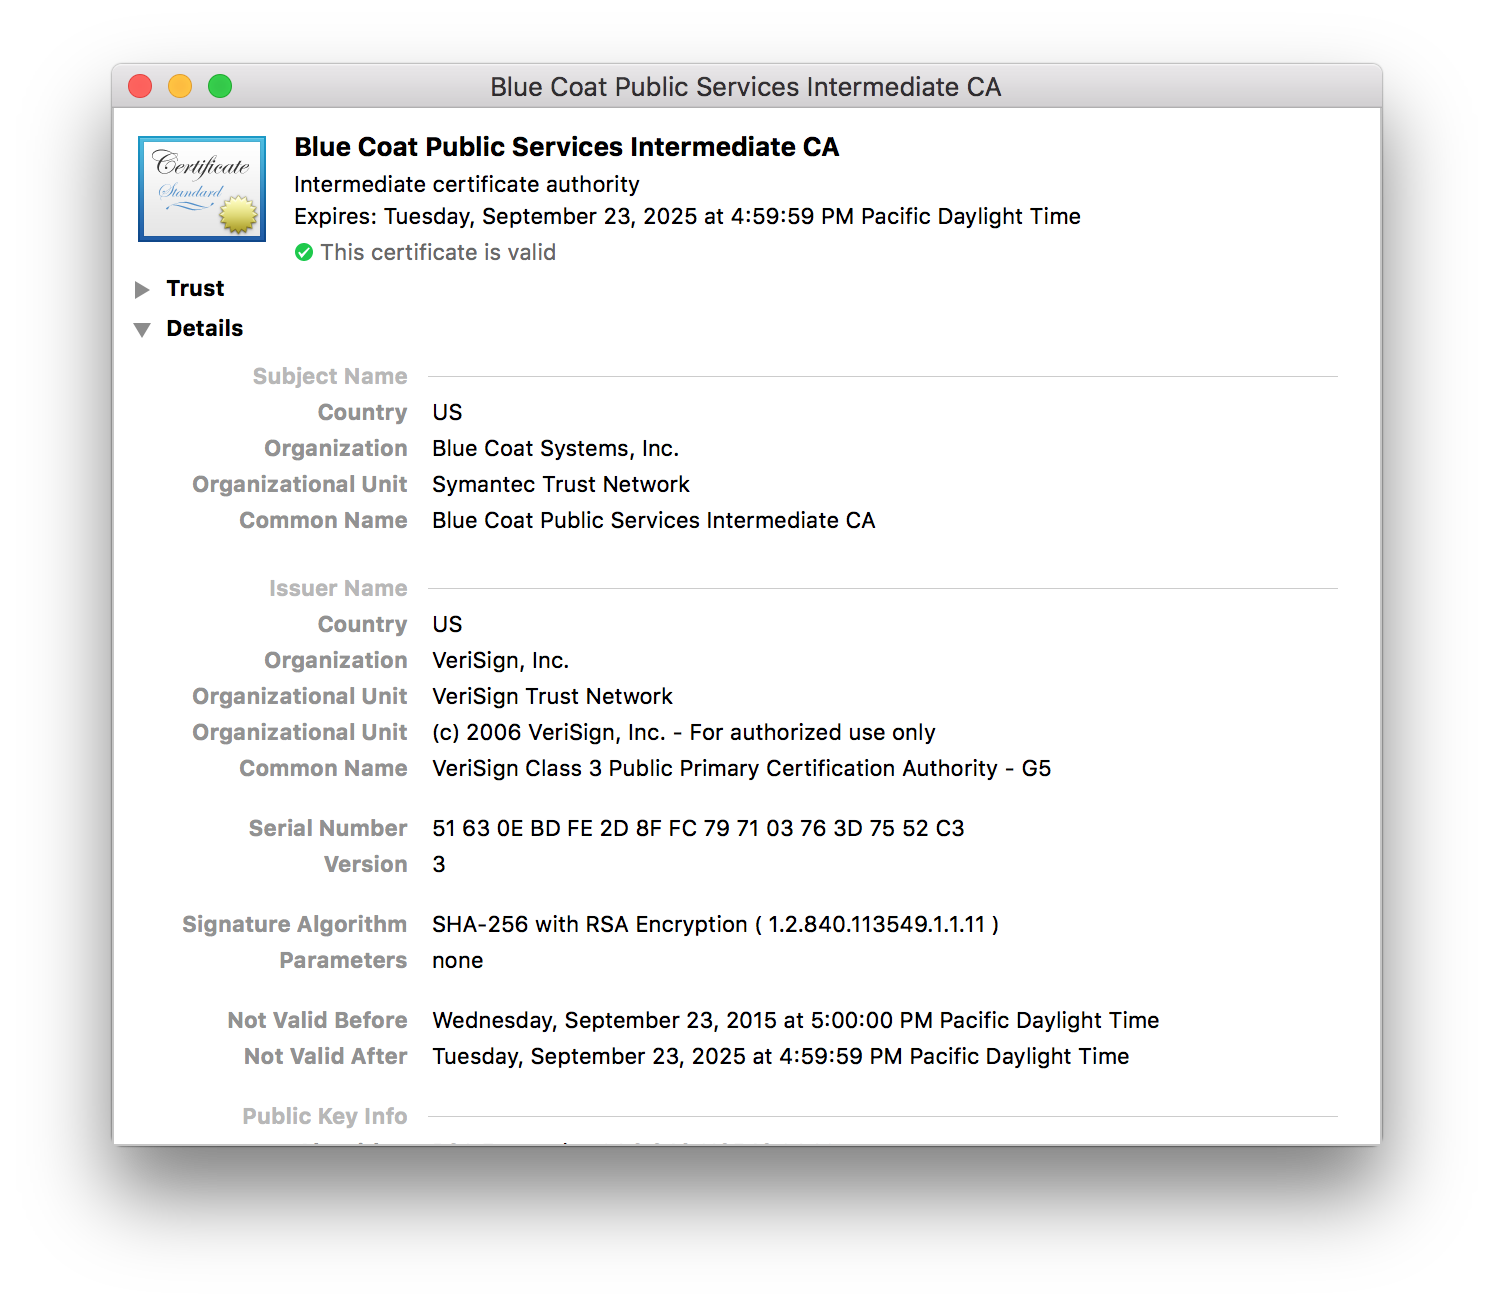 Blue Coat Public Services Intermediate CA
Certificate
Standard
Blue Coat Public Services Intermediate CA
Intermediate certificate authority
Expires: Tuesday, September 23, 2025 at 4:59:59 PM Pacific Daylight Time
This certificate is valid
Trust
Details
Subject Name
Country US
Organization Blue Coat Systems, Inc.
Organizational Unit Symantec Trust Network
Common Name Blue Coat Public Services Intermediate CA
Issuer Name
Country US
Organization VeriSign, Inc.
Organizational Unit VeriSign Trust Network
Organizational Unit (c) 2006 VeriSign, Inc. - For authorized use only
Common Name VeriSign Class 3 Public Primary Certification Authority - G5
Serial Number 51 63 0E BD FE 2D 8F FC 79 71 03 76 3D 75 52 C3
Version 3
Signature Algorithm SHA-256 with RSA Encryption ( 1.2.840.113549.1.1.11 )
Parameters none
Not Valid Before Wednesday, September 23, 2015 at 5:00:00 PM Pacific Daylight Time
Not Valid After Tuesday, September 23, 2025 at 4:59:59 PM Pacific Daylight Time
Public Key Info